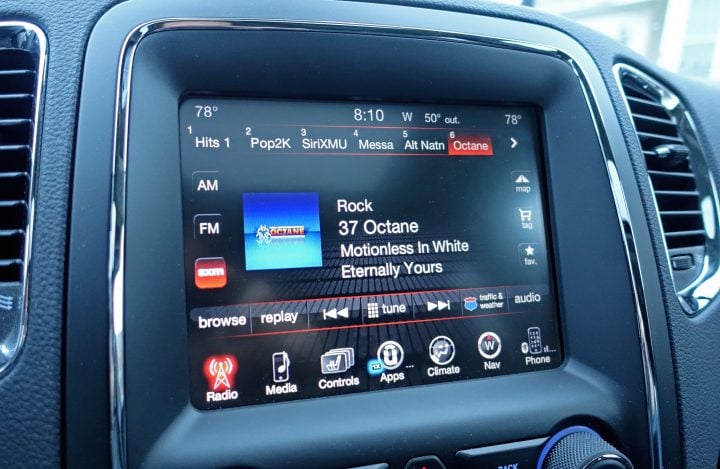 78° 8:10 W 50° out. 78°
1 Hits 1 2 Pop2K 3 SiriXMU 4 Messa 5 Alt Natn 6 Octane
AM
FM
sxm
OCTANE
Rock
37 Octane
Motionless In White
Eternally Yours
map
tag
fav.
browse replay tune traffic & weather audio
Radio Media Controls Apps ... Climate W Nav Phone
BACK